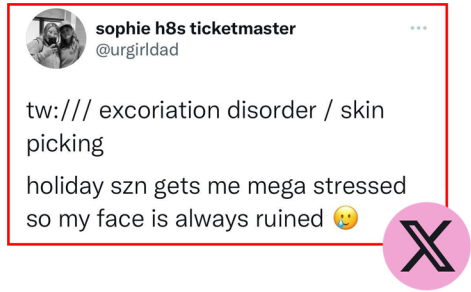 sophie h8s ticketmaster
@urgirldad
tw:/// excoriation disorder / skin
picking
holiday szn gets me mega stressed
so my face is always ruined 🥲